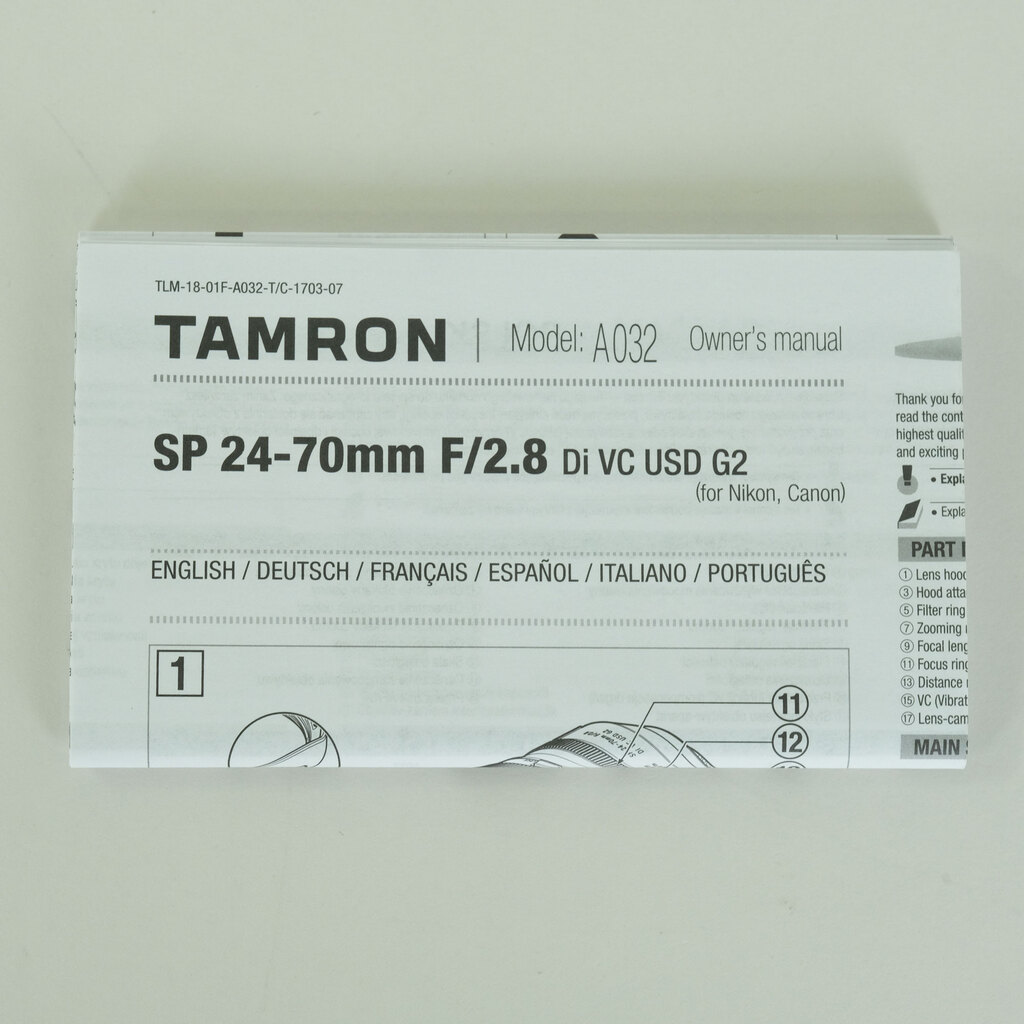 TLM-18-01F-A032-T/C-1703-07
TAMRON | Model: A032 Owner's manual
SP 24-70mm F/2.8 Di VC USD G2
(for Nikon, Canon)
ENGLISH / DEUTSCH / FRANÇAIS / ESPAÑOL / ITALIANO / PORTUGUÊS
1
11
12
Thank you fo
read the cont
highest qualit
and exciting
• Expla
• Expla
PART
① Lens hood
③ Hood atta
⑤ Filter ring
⑦ Zooming
⑨ Focal leng
⑪ Focus ring
⑬ Distance
⑮ VC (Vibrat
⑰ Lens-cam
MAIN